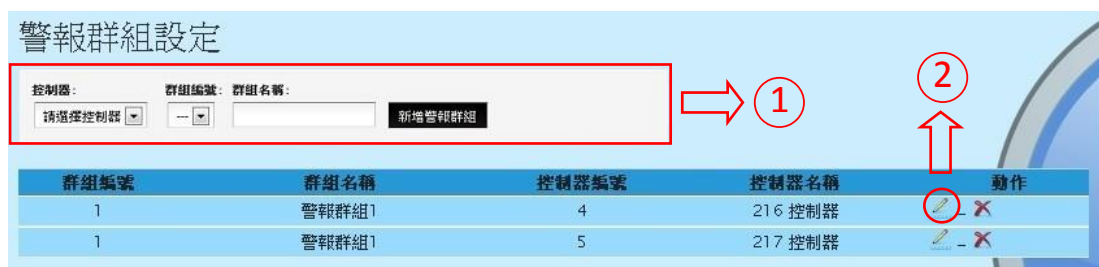 警報群組設定
控制器: 群組編號: 群組名稱:
請選擇控制器 -- 新增警報群組
① ②
群組編號 群組名稱 控制器編號 控制器名稱 動作
1 警報群組1 4 216 控制器 –
1 警報群組1 5 217 控制器 –